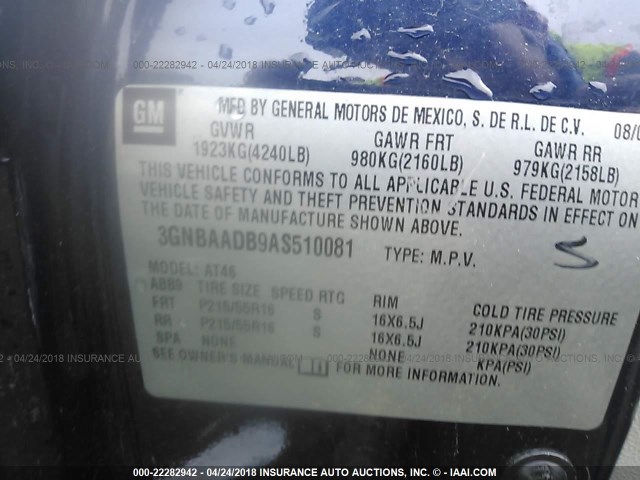 000-22282942 - 04/24/2018 INSURANCE AUTO AUCTIONS, INC. - © - IAAI.COM
GM
MFD BY GENERAL MOTORS DE MEXICO, S. DE R.L. DE C.V. 08/0
GVWR GAWR FRT GAWR RR
1923KG(4240LB) 980KG(2160LB) 979KG(2158LB)
THIS VEHICLE CONFORMS TO ALL APPLICABLE U.S. FEDERAL MOTOR
VEHICLE SAFETY AND THEFT PREVENTION STANDARDS IN EFFECT ON
DATE OF MANUFACTURE SHOWN ABOVE.
3GNBAADB9AS510081 TYPE: M.P.V. S
MODEL: AT46
TIRE SIZE SPEED RTG RIM COLD TIRE PRESSURE
FRT P215/55R16 S 16X6.5J 210KPA(30PSI)
RR P215/55R16 S 16X6.5J 210KPA(30PSI)
SPA NONE NONE KPA(PSI)
SEE OWNER'S MANUAL FOR MORE INFORMATION.
000-22282942 - 04/24/2018 INSURANCE AUTO AUCTIONS, INC. - © - IAAI.COM